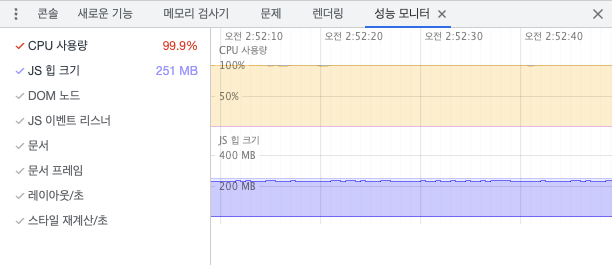 콘솔 새로운 기능 메모리 검사기 문제 렌더링 성능 모니터
CPU 사용량 99.9%
JS 힙 크기 251 MB
DOM 노드
JS 이벤트 리스너
문서
문서 프레임
레이아웃/초
스타일 재계산/초
오전 2:52:10 오전 2:52:20 오전 2:52:30 오전 2:52:40
CPU 사용량
100%
50%
JS 힙 크기
400 MB
200 MB